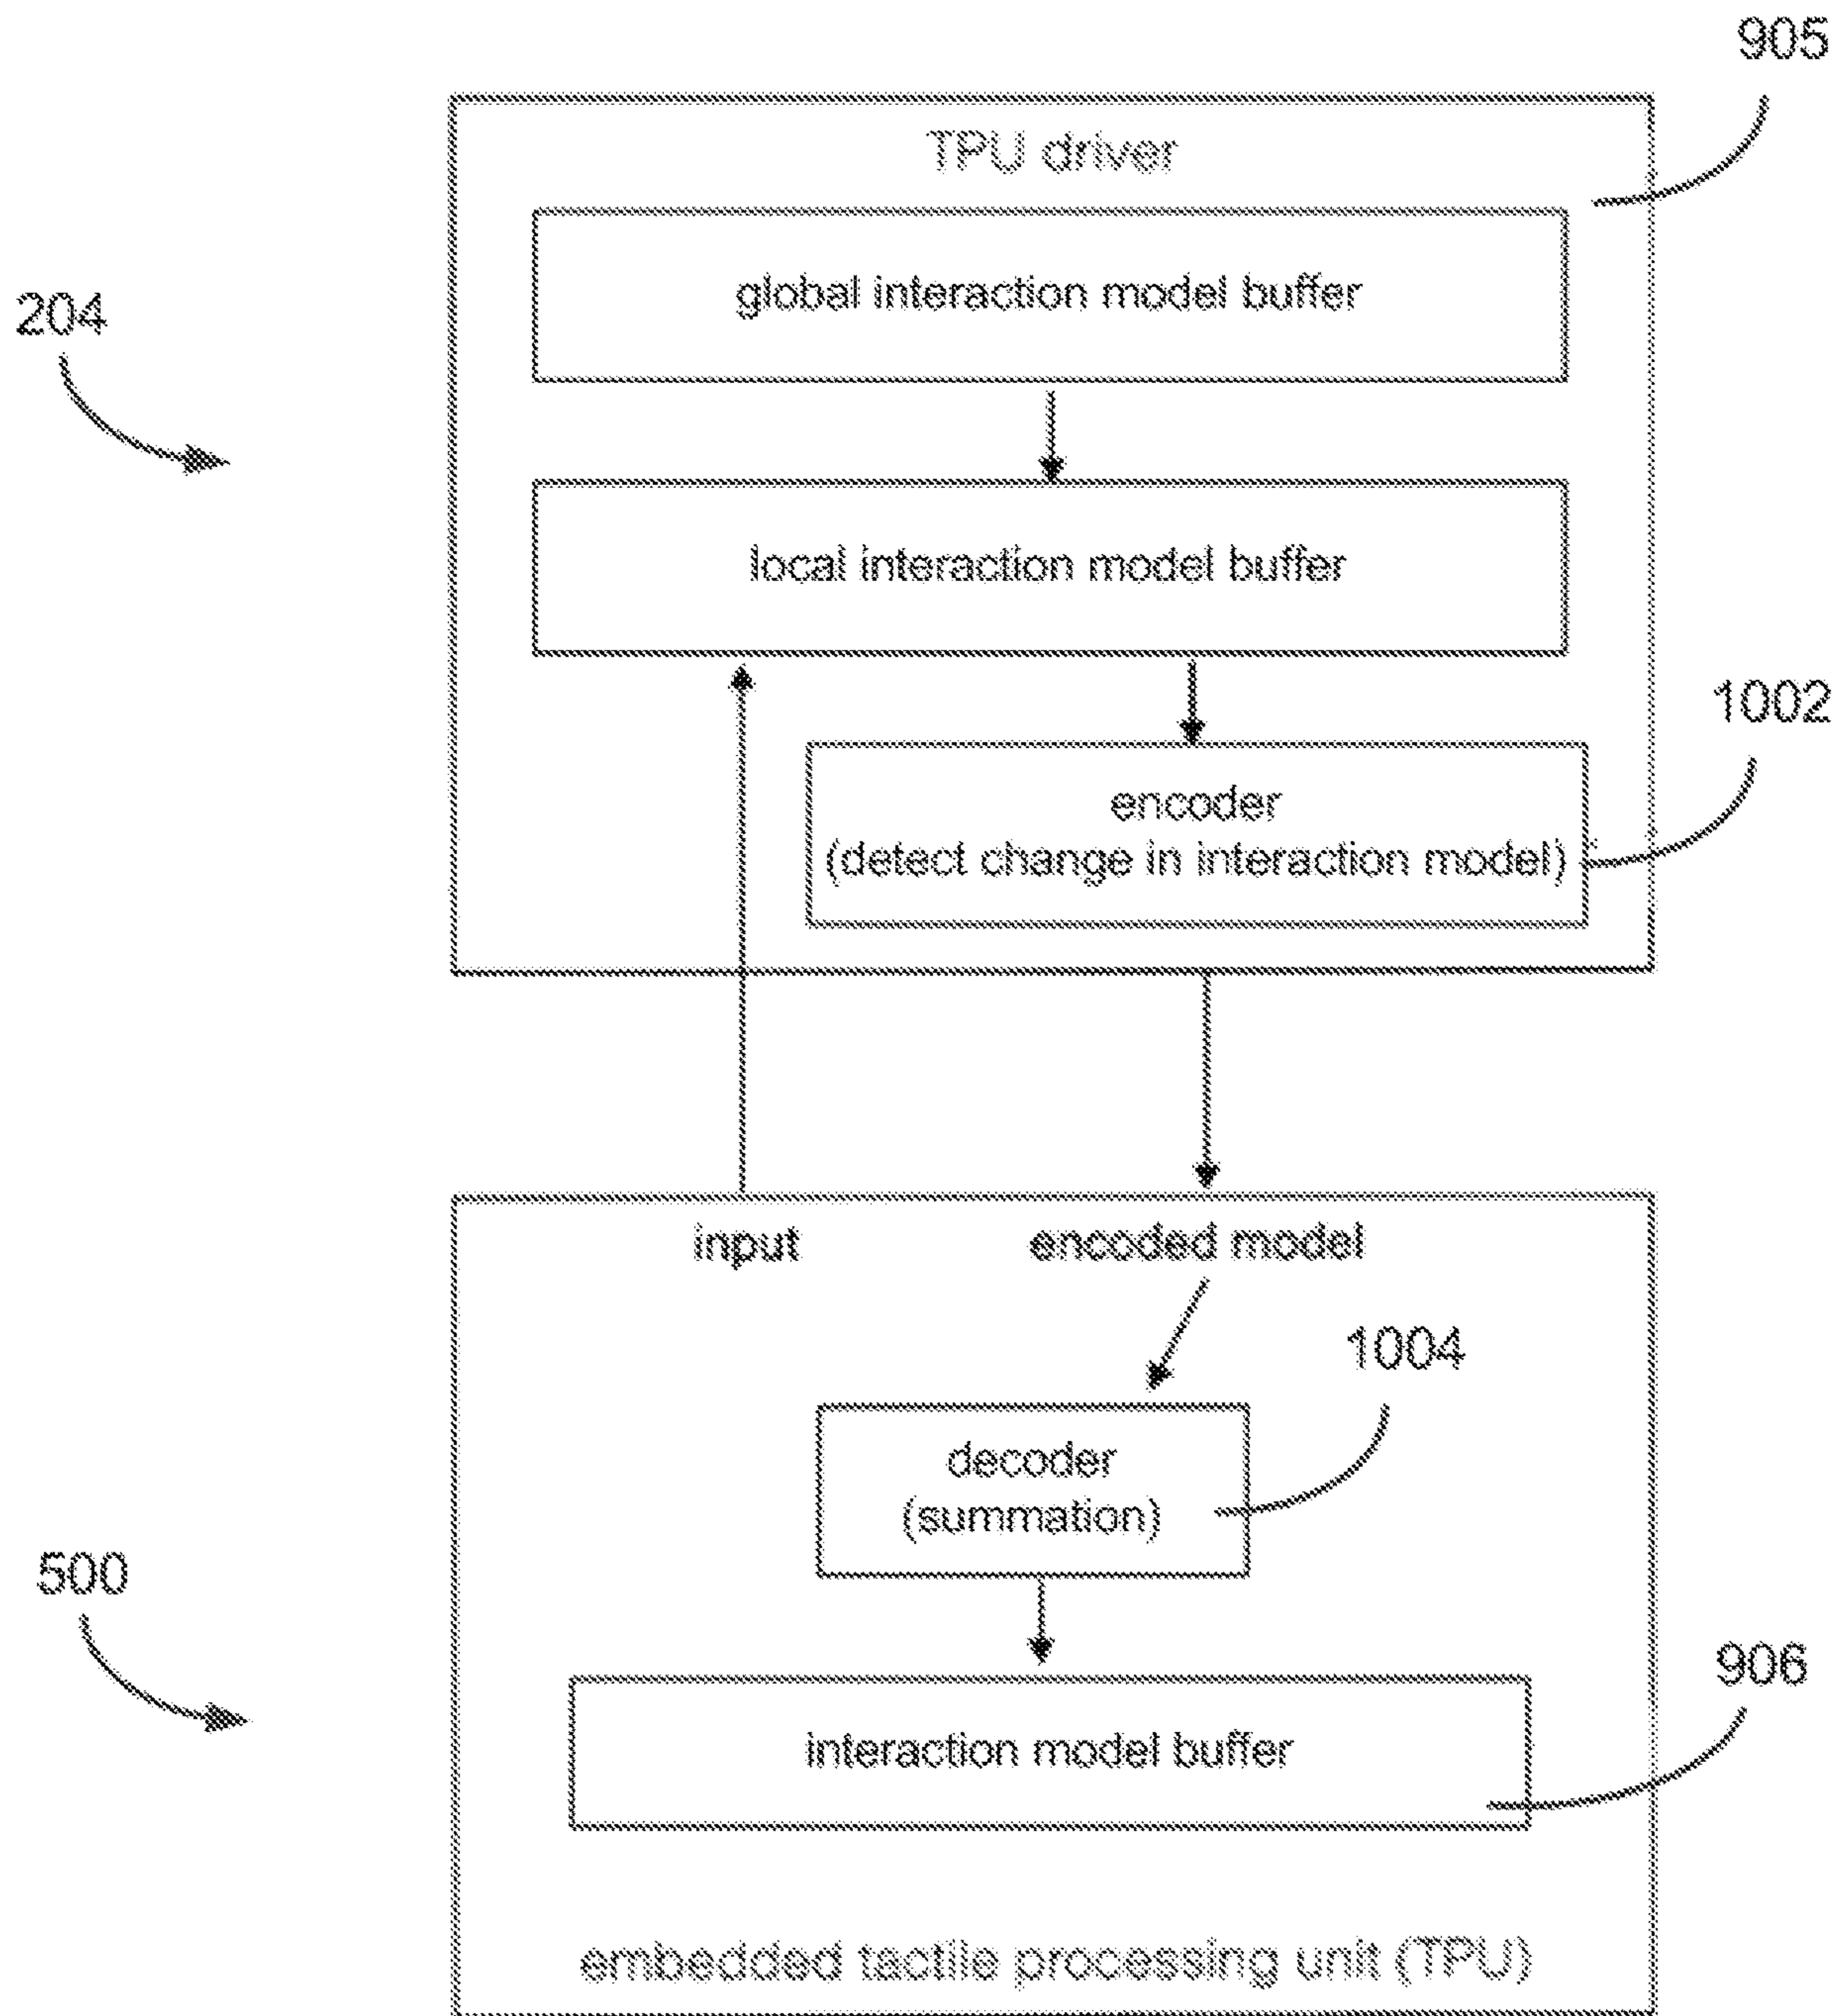 905
TPU driver
global interaction model buffer
204
local interaction model buffer
1002
encoder
(detect change in interaction model)
input
encoded model
1004
decoder
(summation)
500
906
interaction model buffer
embedded tactile processing unit (TPU)